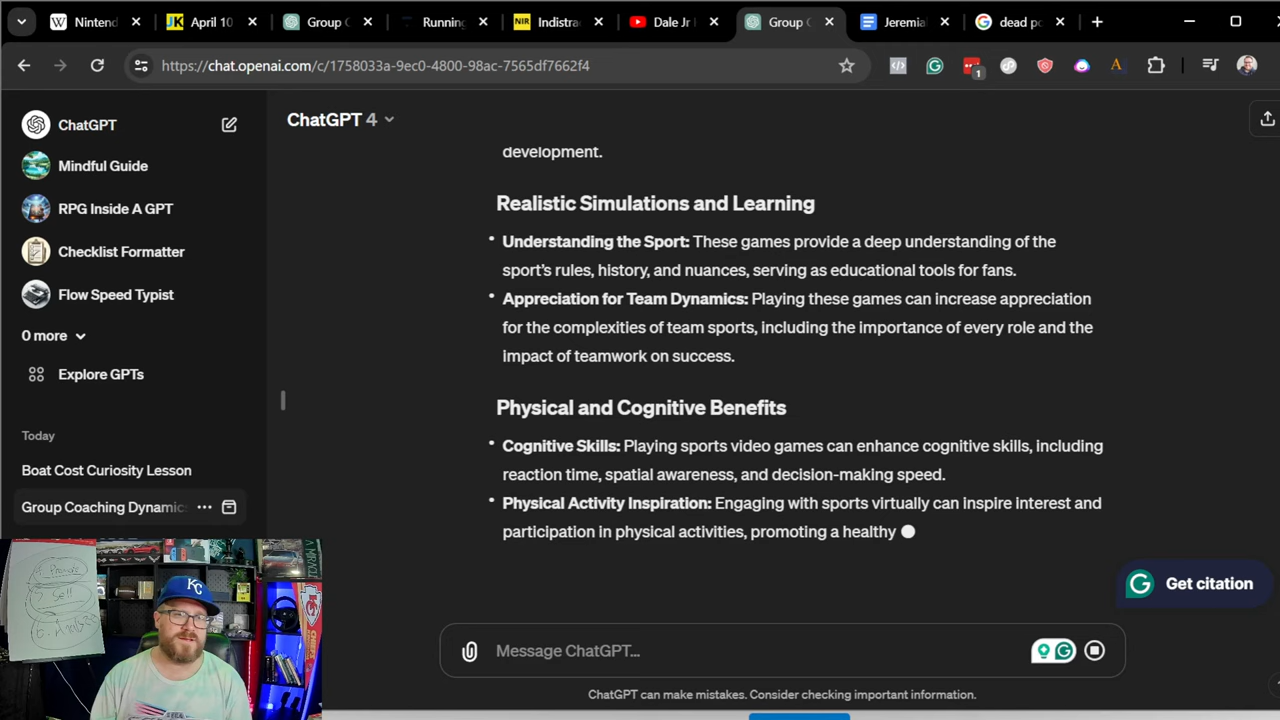 Nintend
April 10
Group C
Running
Indistrac
Dale Jr
Group C
Jeremial
dead po
https://chat.openai.com/c/1758033a-9ec0-4800-98ac-7565df7662f4
1
ChatGPT
Mindful Guide
RPG Inside A GPT
Checklist Formatter
Flow Speed Typist
0 more
Explore GPTs
Today
Boat Cost Curiosity Lesson
Group Coaching Dynamic
ChatGPT 4
development.
Realistic Simulations and Learning
• Understanding the Sport: These games provide a deep understanding of the
sport's rules, history, and nuances, serving as educational tools for fans.
• Appreciation for Team Dynamics: Playing these games can increase appreciation
for the complexities of team sports, including the importance of every role and the
impact of teamwork on success.
Physical and Cognitive Benefits
• Cognitive Skills: Playing sports video games can enhance cognitive skills, including
reaction time, spatial awareness, and decision-making speed.
• Physical Activity Inspiration: Engaging with sports virtually can inspire interest and
participation in physical activities, promoting a healthy
Get citation
Message ChatGPT...
ChatGPT can make mistakes. Consider checking important information.
Promote
Sell
KC